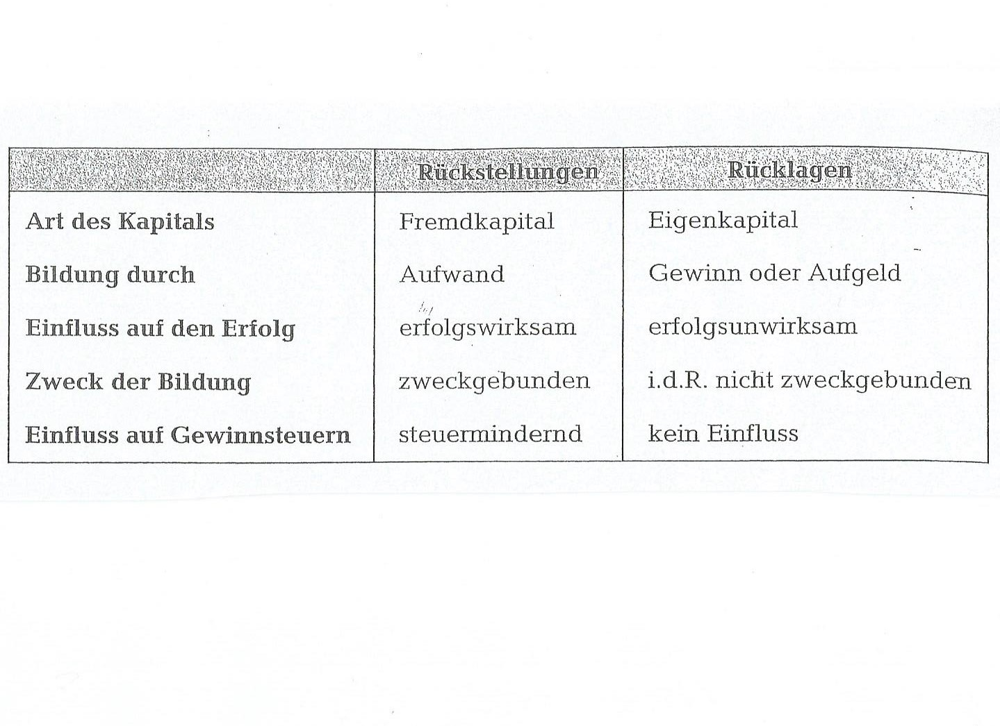 Rückstellungen Rücklagen
Art des Kapitals Fremdkapital Eigenkapital
Bildung durch Aufwand Gewinn oder Aufgeld
Einfluss auf den Erfolg erfolgswirksam erfolgsunwirksam
Zweck der Bildung zweckgebunden i.d.R. nicht zweckgebunden
Einfluss auf Gewinnsteuern steuermindernd kein Einfluss